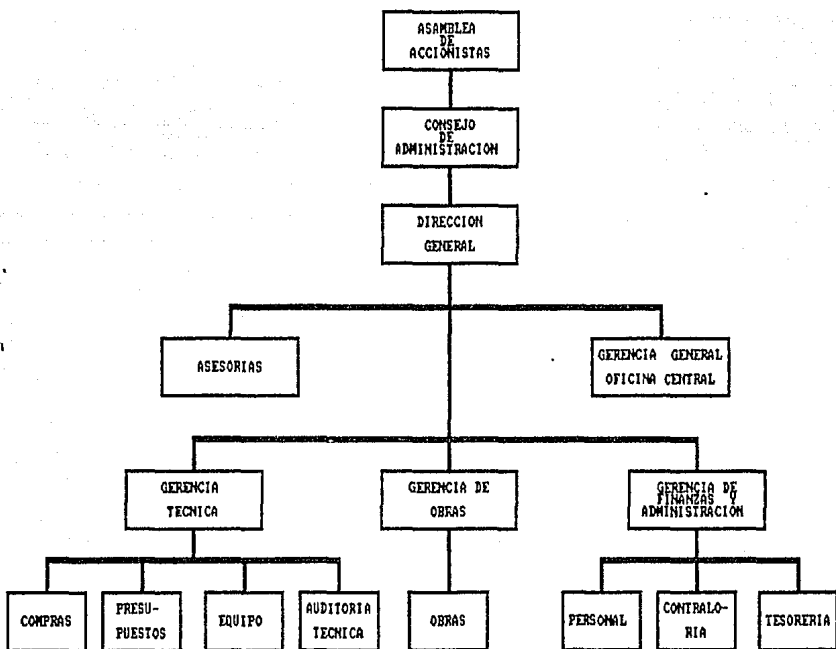 ASAMBLEA
DE
ACCIONISTAS
CONSEJO
DE
ADMINISTRACION
DIRECCION
GENERAL
ASESORIAS
GERENCIA GENERAL
OFICINA CENTRAL
GERENCIA
TECNICA
GERENCIA DE
OBRAS
GERENCIA DE
FINANZAS Y
ADMINISTRACION
COMPRAS
PRESU-
PUESTOS
EQUIPO
AUDITORIA
TECNICA
OBRAS
PERSONAL
CONTRALO-
RIA
TESORERIA